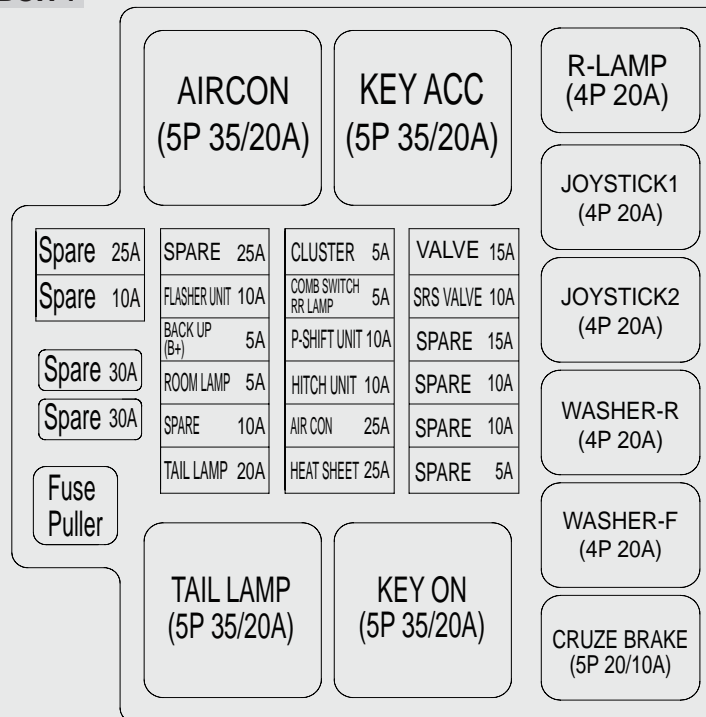 AIRCON
(5P 35/20A)
KEY ACC
(5P 35/20A)
R-LAMP
(4P 20A)
JOYSTICK1
(4P 20A)
JOYSTICK2
(4P 20A)
WASHER-R
(4P 20A)
WASHER-F
(4P 20A)
CRUZE BRAKE
(5P 20/10A)
Spare 25A
Spare 10A
Spare 30A
Spare 30A
Fuse
Puller
SPARE 25A
FLASHER UNIT 10A
BACK UP
(B+) 5A
ROOM LAMP 5A
SPARE 10A
TAIL LAMP 20A
CLUSTER 5A
COMB SWITCH
RR LAMP 5A
P-SHIFT UNIT 10A
HITCH UNIT 10A
AIR CON 25A
HEAT SHEET 25A
VALVE 15A
SRS VALVE 10A
SPARE 15A
SPARE 10A
SPARE 10A
SPARE 5A
TAIL LAMP
(5P 35/20A)
KEY ON
(5P 35/20A)